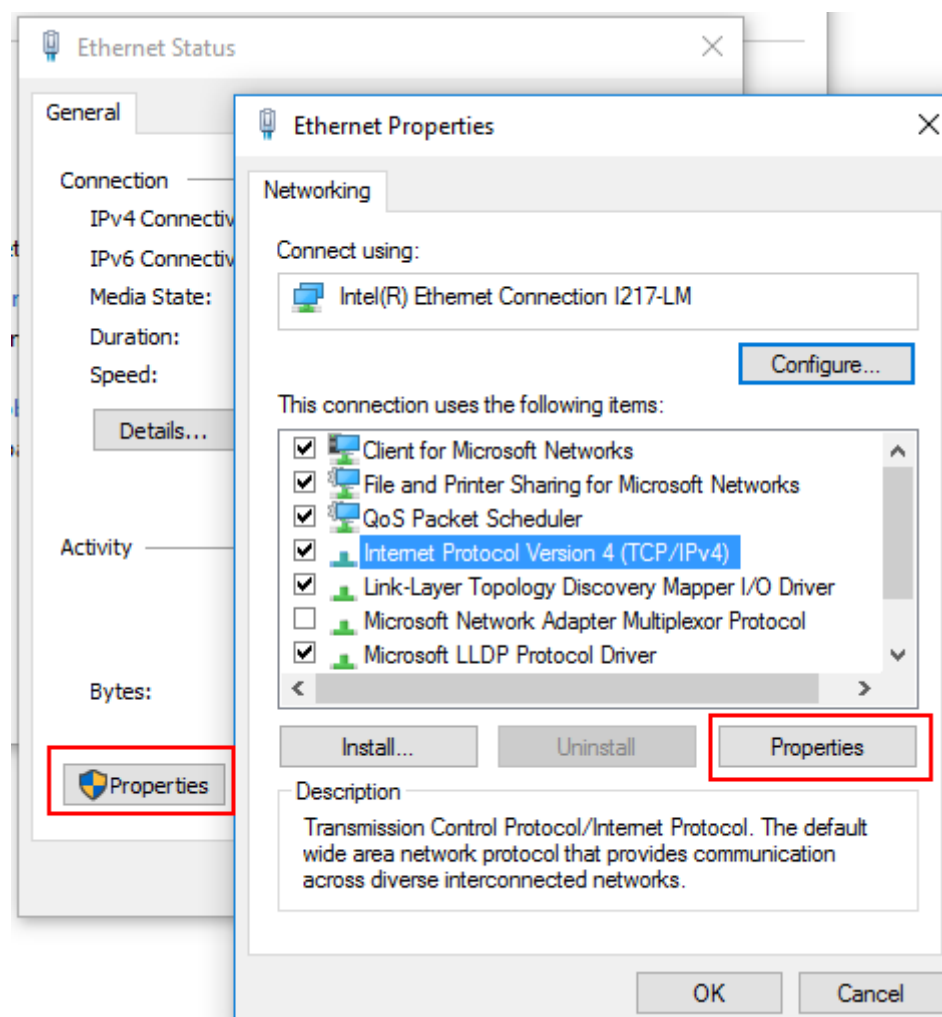 Ethernet Status
General
Connection
IPv4 Connectiv
IPv6 Connectiv
Media State:
Duration:
Speed:
Details...
Activity
Bytes:
Properties
Ethernet Properties
Networking
Connect using:
Intel(R) Ethernet Connection I217-LM
Configure...
This connection uses the following items:
Client for Microsoft Networks
File and Printer Sharing for Microsoft Networks
QoS Packet Scheduler
Internet Protocol Version 4 (TCP/IPv4)
Link-Layer Topology Discovery Mapper I/O Driver
Microsoft Network Adapter Multiplexor Protocol
Microsoft LLDP Protocol Driver
Install...
Uninstall
Properties
Description
Transmission Control Protocol/Internet Protocol. The default
wide area network protocol that provides communication
across diverse interconnected networks.
OK
Cancel